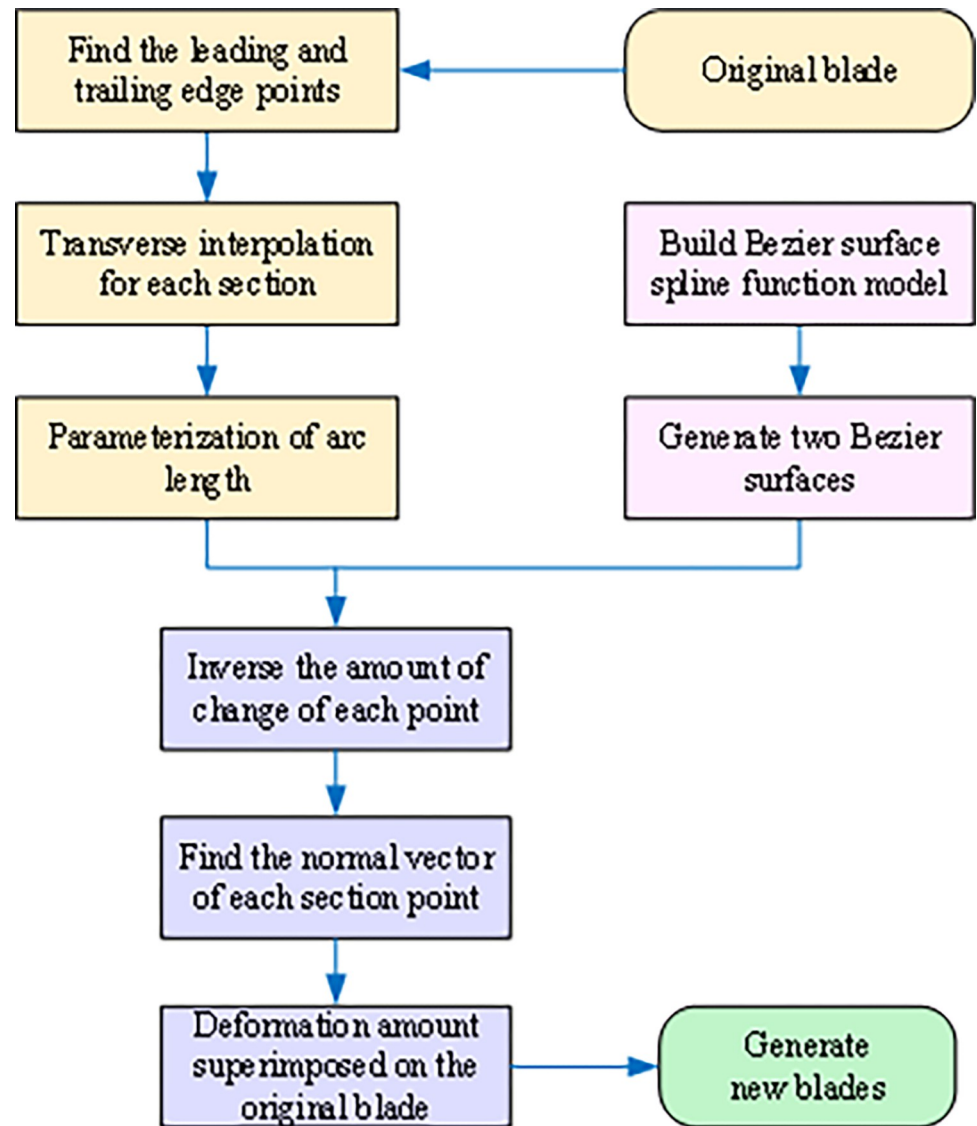 Find the leading and
trailing edge points
Original blade
Transverse interpolation
for each section
Build Bezier surface
spline function model
Parameterization of arc
length
Generate two Bezier
surfaces
Inverse the amount of
change of each point
Find the normal vector
of each section point
Deformation amount
superimposed on the
original blade
Generate
new blades